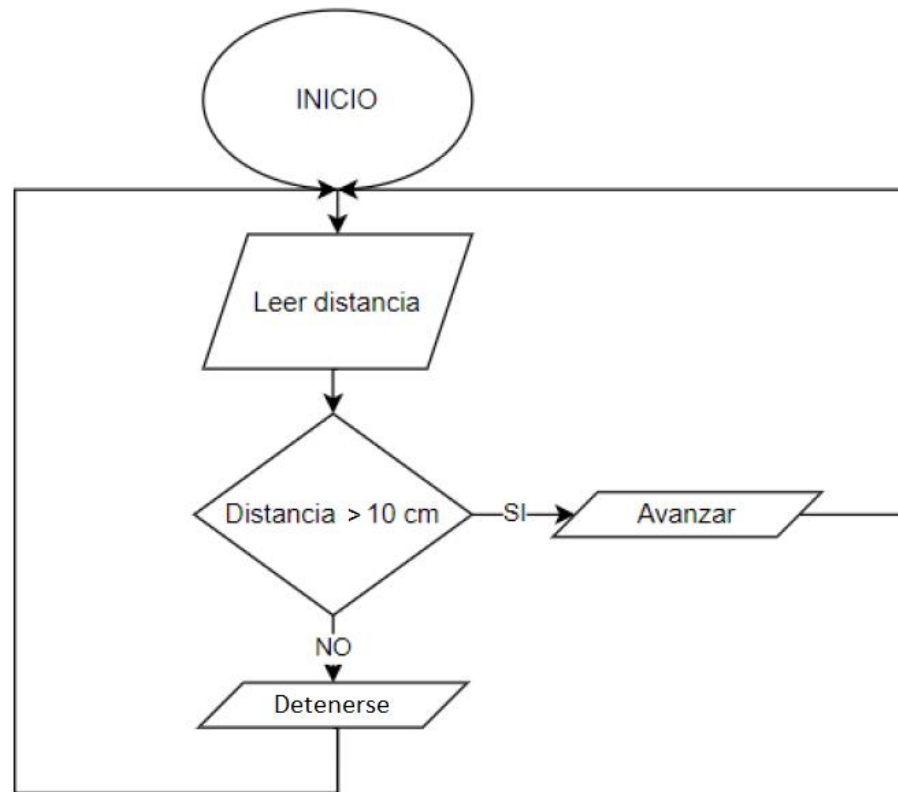 INICIO
Leer distancia
Distancia > 10 cm
SI
Avanzar
NO
Detenerse